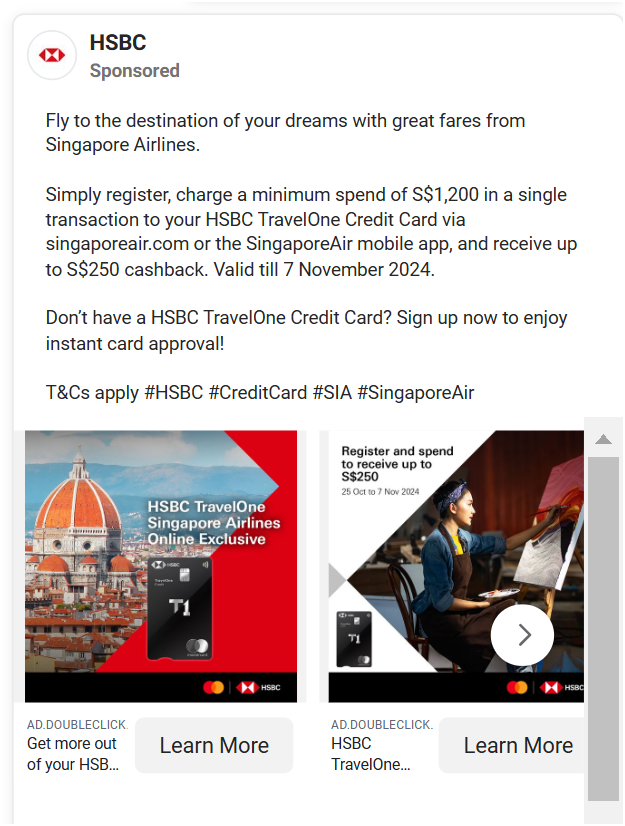 HSBC
Sponsored
Fly to the destination of your dreams with great fares from
Singapore Airlines.
Simply register, charge a minimum spend of S$1,200 in a single
transaction to your HSBC TravelOne Credit Card via
singaporeair.com or the SingaporeAir mobile app, and receive up
to S$250 cashback. Valid till 7 November 2024.
Don’t have a HSBC TravelOne Credit Card? Sign up now to enjoy
instant card approval!
T&Cs apply #HSBC #CreditCard #SIA #SingaporeAir
HSBC TravelOne
Singapore Airlines
Online Exclusive
HSBC
TravelOne
Card
T1
mastercard
HSBC
Register and spend
to receive up to
S$250
25 Oct to 7 Nov 2024
T1
HSBC
AD.DOUBLECLICK.
Get more out
of your HSB...
Learn More
AD.DOUBLECLICK.
HSBC
TravelOne...
Learn More